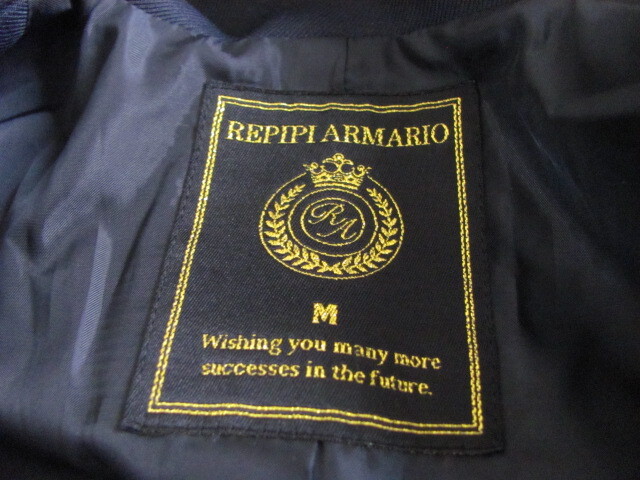 REPIPI ARMARIO
RA
M
Wishing you many more
successes in the future.